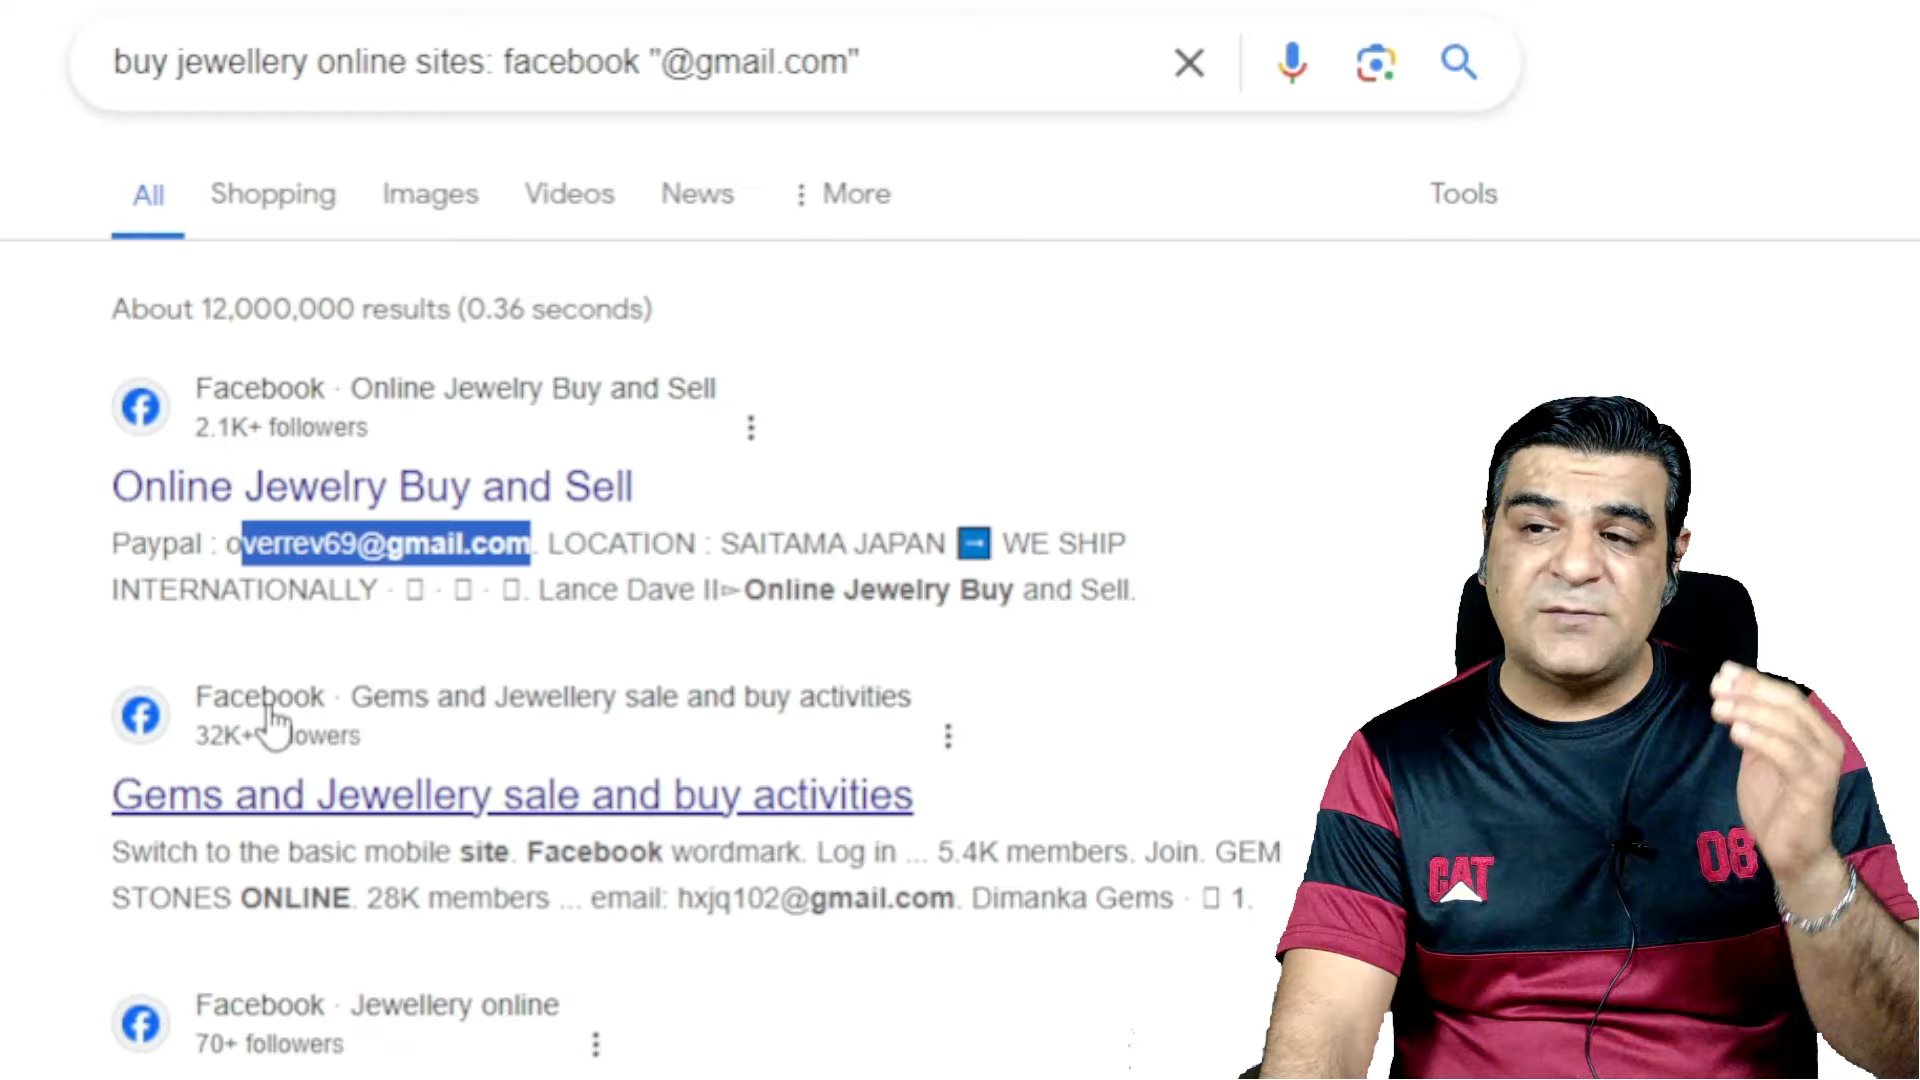 buy jewellery online sites: facebook "@gmail.com"
All Shopping Images Videos News More Tools
About 12,000,000 results (0.36 seconds)
Facebook · Online Jewelry Buy and Sell
2.1K+ followers
Online Jewelry Buy and Sell
Paypal : overrev69@gmail.com. LOCATION : SAITAMA JAPAN ➡ WE SHIP
INTERNATIONALLY · ▯ · ▯ · ▯. Lance Dave II▻Online Jewelry Buy and Sell.
Facebook · Gems and Jewellery sale and buy activities
32K+ lowers
Gems and Jewellery sale and buy activities
Switch to the basic mobile site. Facebook wordmark. Log in ... 5.4K members. Join. GEM
STONES ONLINE. 28K members ... email: hxjq102@gmail.com. Dimanka Gems · ▯ 1.
Facebook · Jewellery online
70+ followers
CAT
08